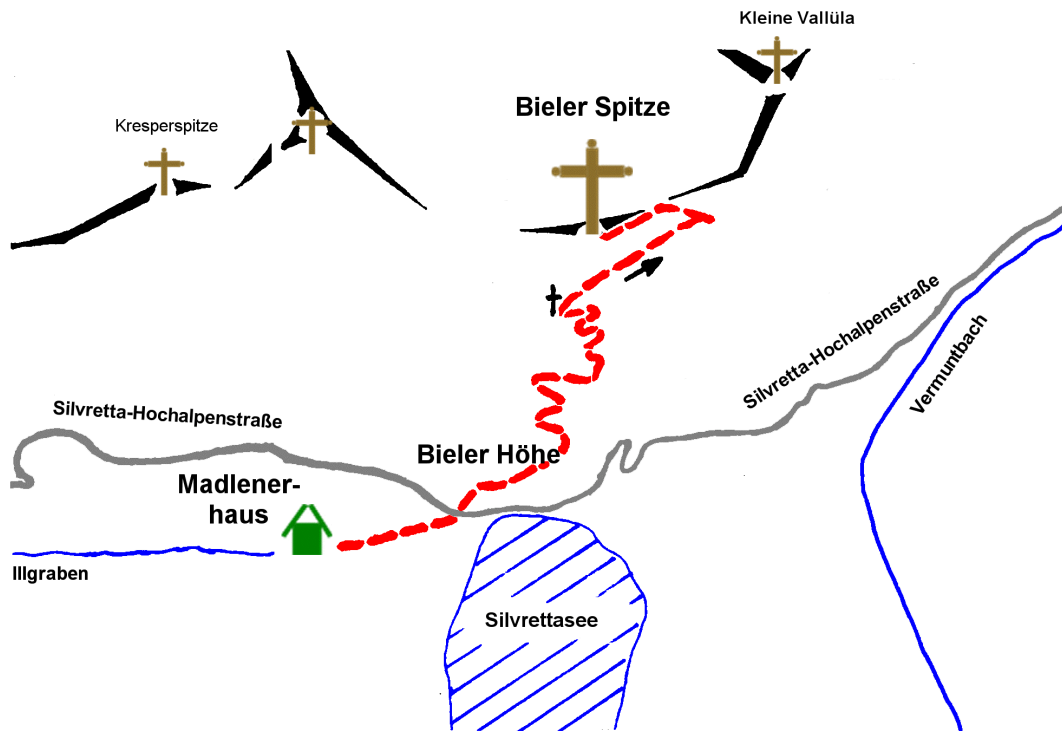 Kleine Vallüla
Bieler Spitze
Kresperspitze
Silvretta-Hochalpenstraße
Vermuntbach
Silvretta-Hochalpenstraße
Bieler Höhe
Madlener-
haus
Illgraben
Silvrettasee